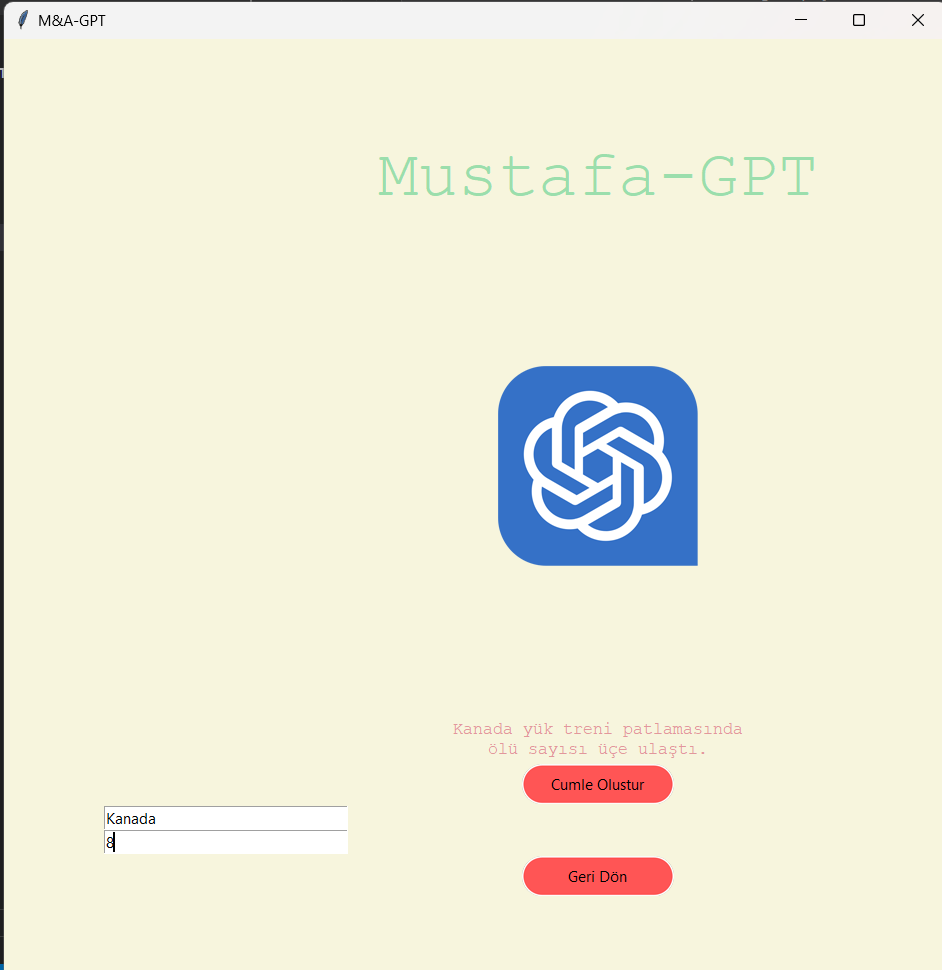 M&A-GPT
Mustafa-GPT
Kanada yük treni patlamasında
ölü sayısı üçe ulaştı.
Cumle Olustur
Kanada
8
Geri Dön